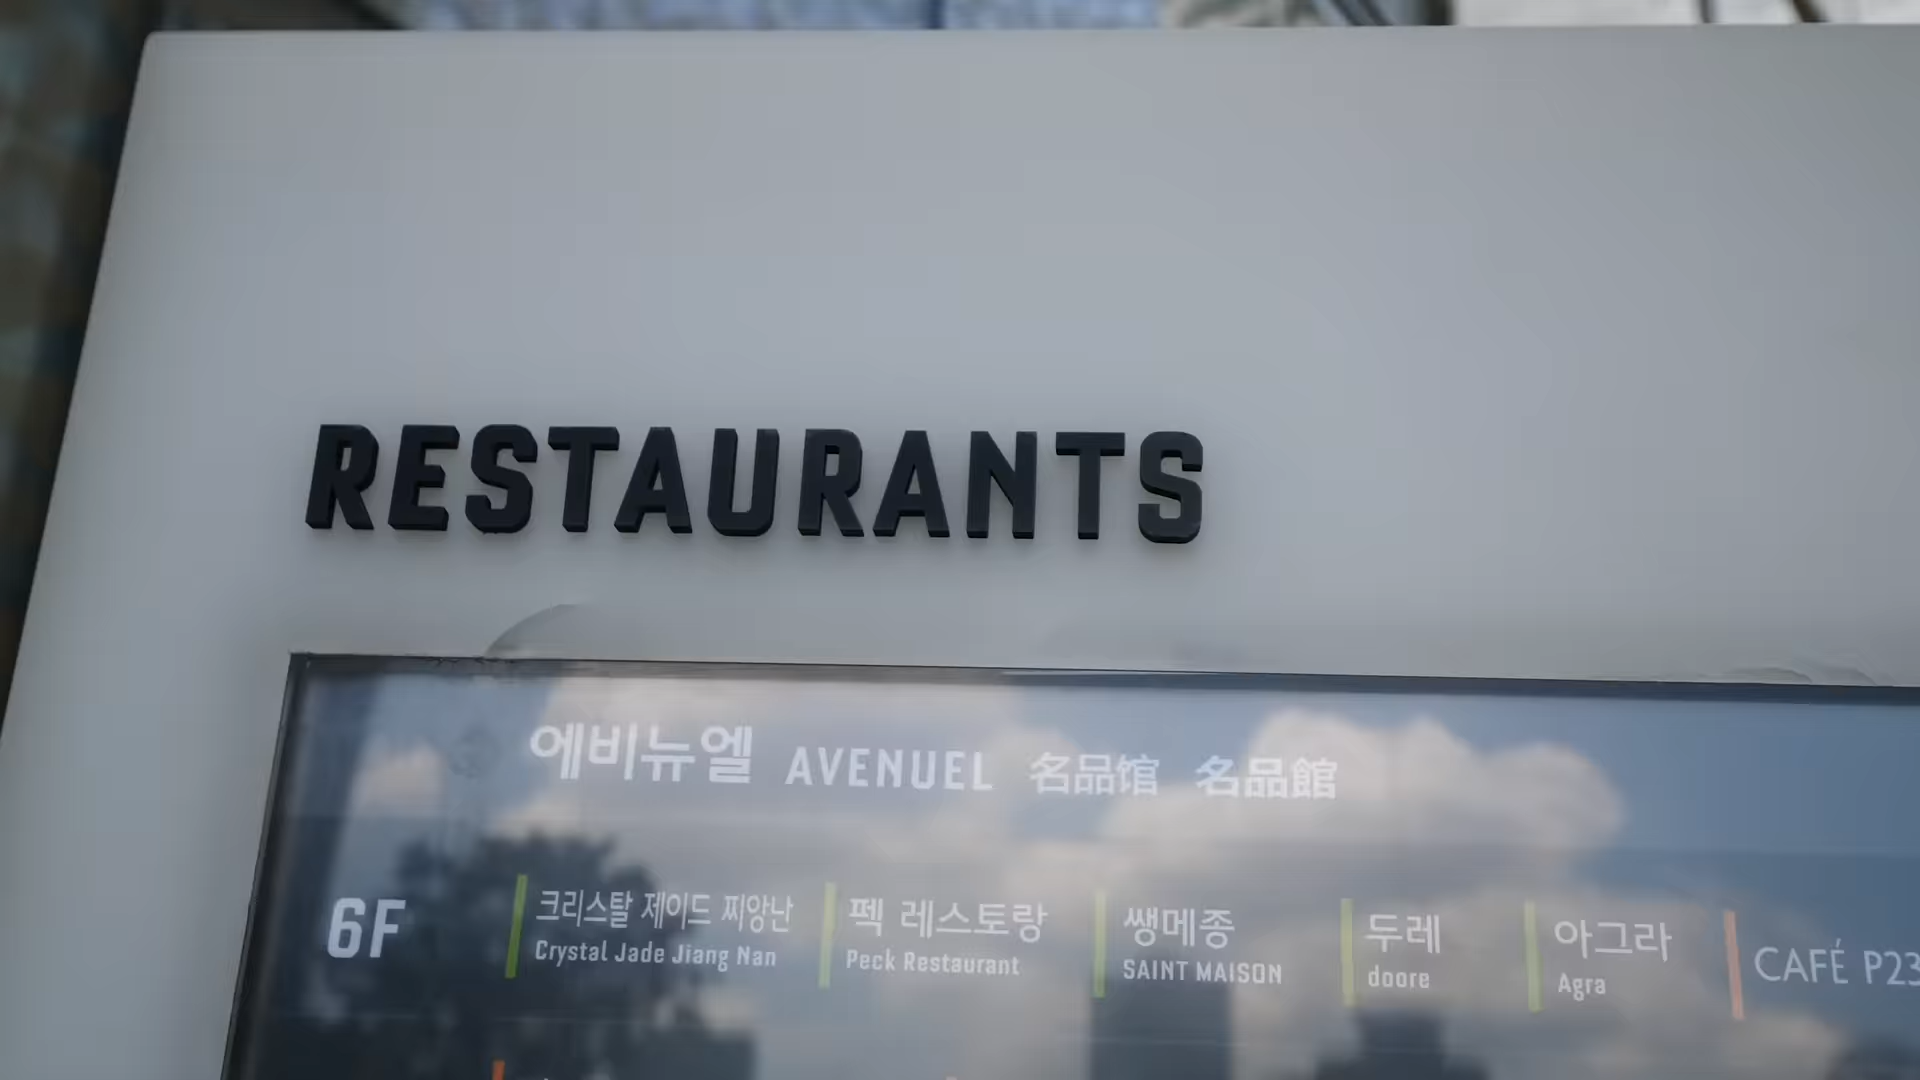 RESTAURANTS
에비뉴엘 AVENUEL 名品馆 名品館
6F 크리스탈 제이드 찌앙난 펙 레스토랑 쌩메종 두레 아그라 CAFÉ P23
Crystal Jade Jiang Nan Peck Restaurant SAINT MAISON doore Agra